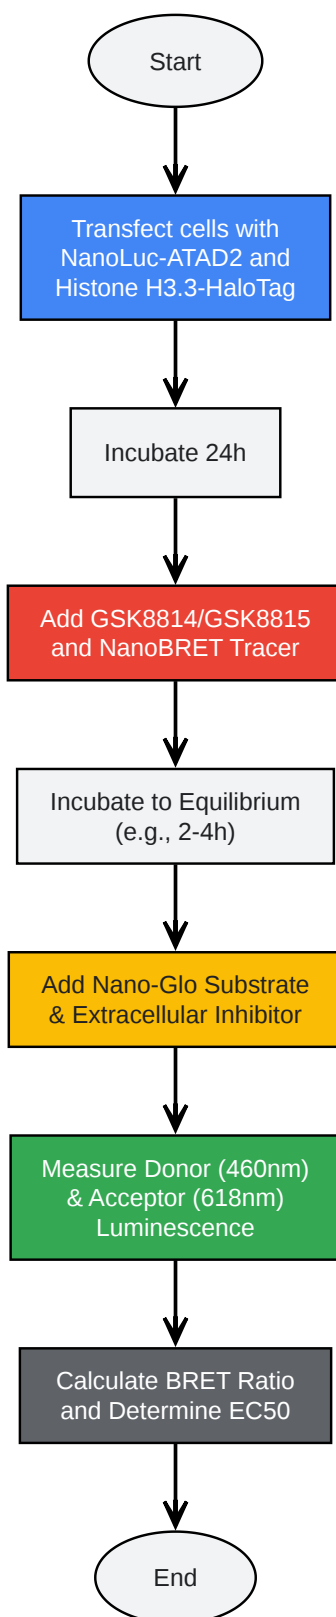 Start
Transfect cells with
NanoLuc-ATAD2 and
Histone H3.3-HaloTag
Incubate 24h
Add GSK8814/GSK8815
and NanoBRET Tracer
Incubate to Equilibrium
(e.g., 2-4h)
Add Nano-Glo Substrate
& Extracellular Inhibitor
Measure Donor (460nm)
& Acceptor (618nm)
Luminescence
Calculate BRET Ratio
and Determine EC50
End